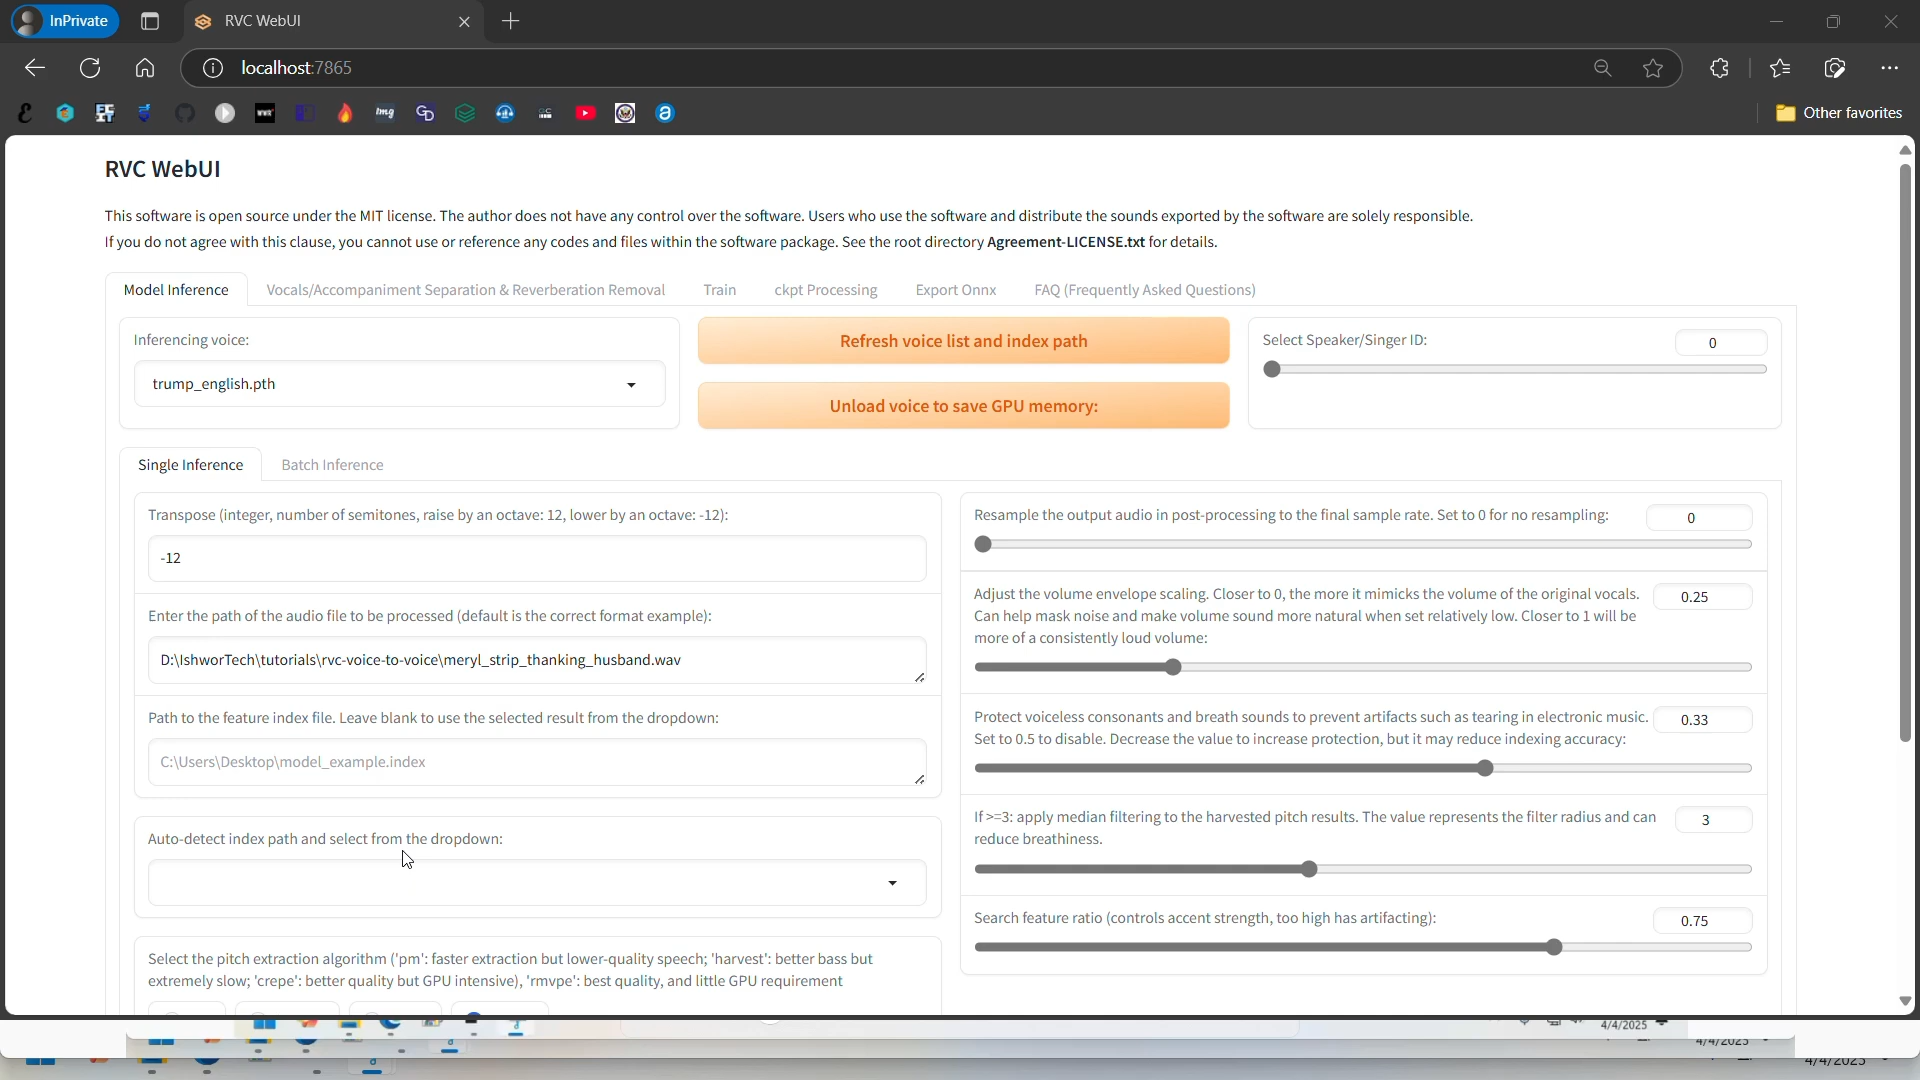 InPrivate
RVC WebUI
localhost:7865
Other favorites
RVC WebUI
This software is open source under the MIT license. The author does not have any control over the software. Users who use the software and distribute the sounds exported by the software are solely responsible.
If you do not agree with this clause, you cannot use or reference any codes and files within the software package. See the root directory Agreement-LICENSE.txt for details.
Model Inference
Vocals/Accompaniment Separation & Reverberation Removal
Train
ckpt Processing
Export Onnx
FAQ (Frequently Asked Questions)
Inferencing voice:
trump_english.pth
Refresh voice list and index path
Unload voice to save GPU memory:
Select Speaker/Singer ID:
0
Single Inference
Batch Inference
Transpose (integer, number of semitones, raise by an octave: 12, lower by an octave: -12):
-12
Enter the path of the audio file to be processed (default is the correct format example):
D:\IshworTech\tutorials\rvc-voice-to-voice\meryl_strip_thanking_husband.wav
Path to the feature index file. Leave blank to use the selected result from the dropdown:
C:\Users\Desktop\model_example.index
Auto-detect index path and select from the dropdown:
Select the pitch extraction algorithm ('pm': faster extraction but lower-quality speech; 'harvest': better bass but
extremely slow; 'crepe': better quality but GPU intensive), 'rmvpe': best quality, and little GPU requirement
Resample the output audio in post-processing to the final sample rate. Set to 0 for no resampling:
0
Adjust the volume envelope scaling. Closer to 0, the more it mimicks the volume of the original vocals.
Can help mask noise and make volume sound more natural when set relatively low. Closer to 1 will be
more of a consistently loud volume:
0.25
Protect voiceless consonants and breath sounds to prevent artifacts such as tearing in electronic music.
Set to 0.5 to disable. Decrease the value to increase protection, but it may reduce indexing accuracy:
0.33
If >=3: apply median filtering to the harvested pitch results. The value represents the filter radius and can
reduce breathiness.
3
Search feature ratio (controls accent strength, too high has artifacting):
0.75
4/4/2025
4/4/2025
4/4/2025